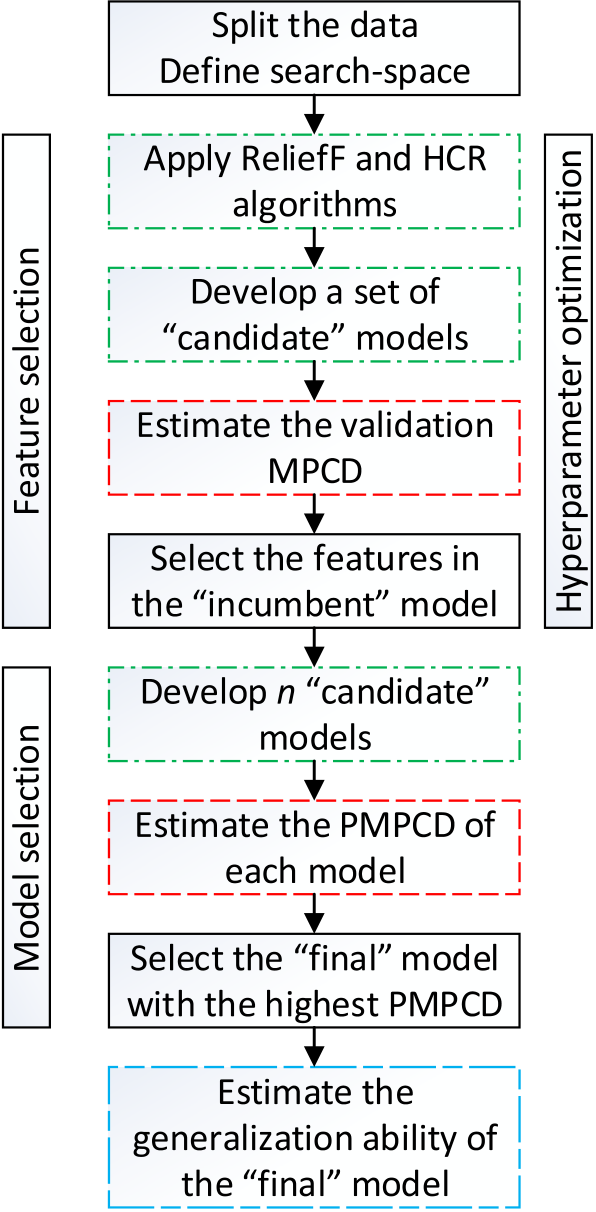 Split the data
Define search-space
Feature selection
Hyperparameter optimization
Apply ReliefF and HCR
algorithms
Develop a set of
“candidate” models
Estimate the validation
MPCD
Select the features in
the “incumbent” model
Model selection
Develop n “candidate”
models
Estimate the PMPCD of
each model
Select the “final” model
with the highest PMPCD
Estimate the
generalization ability of
the “final” model